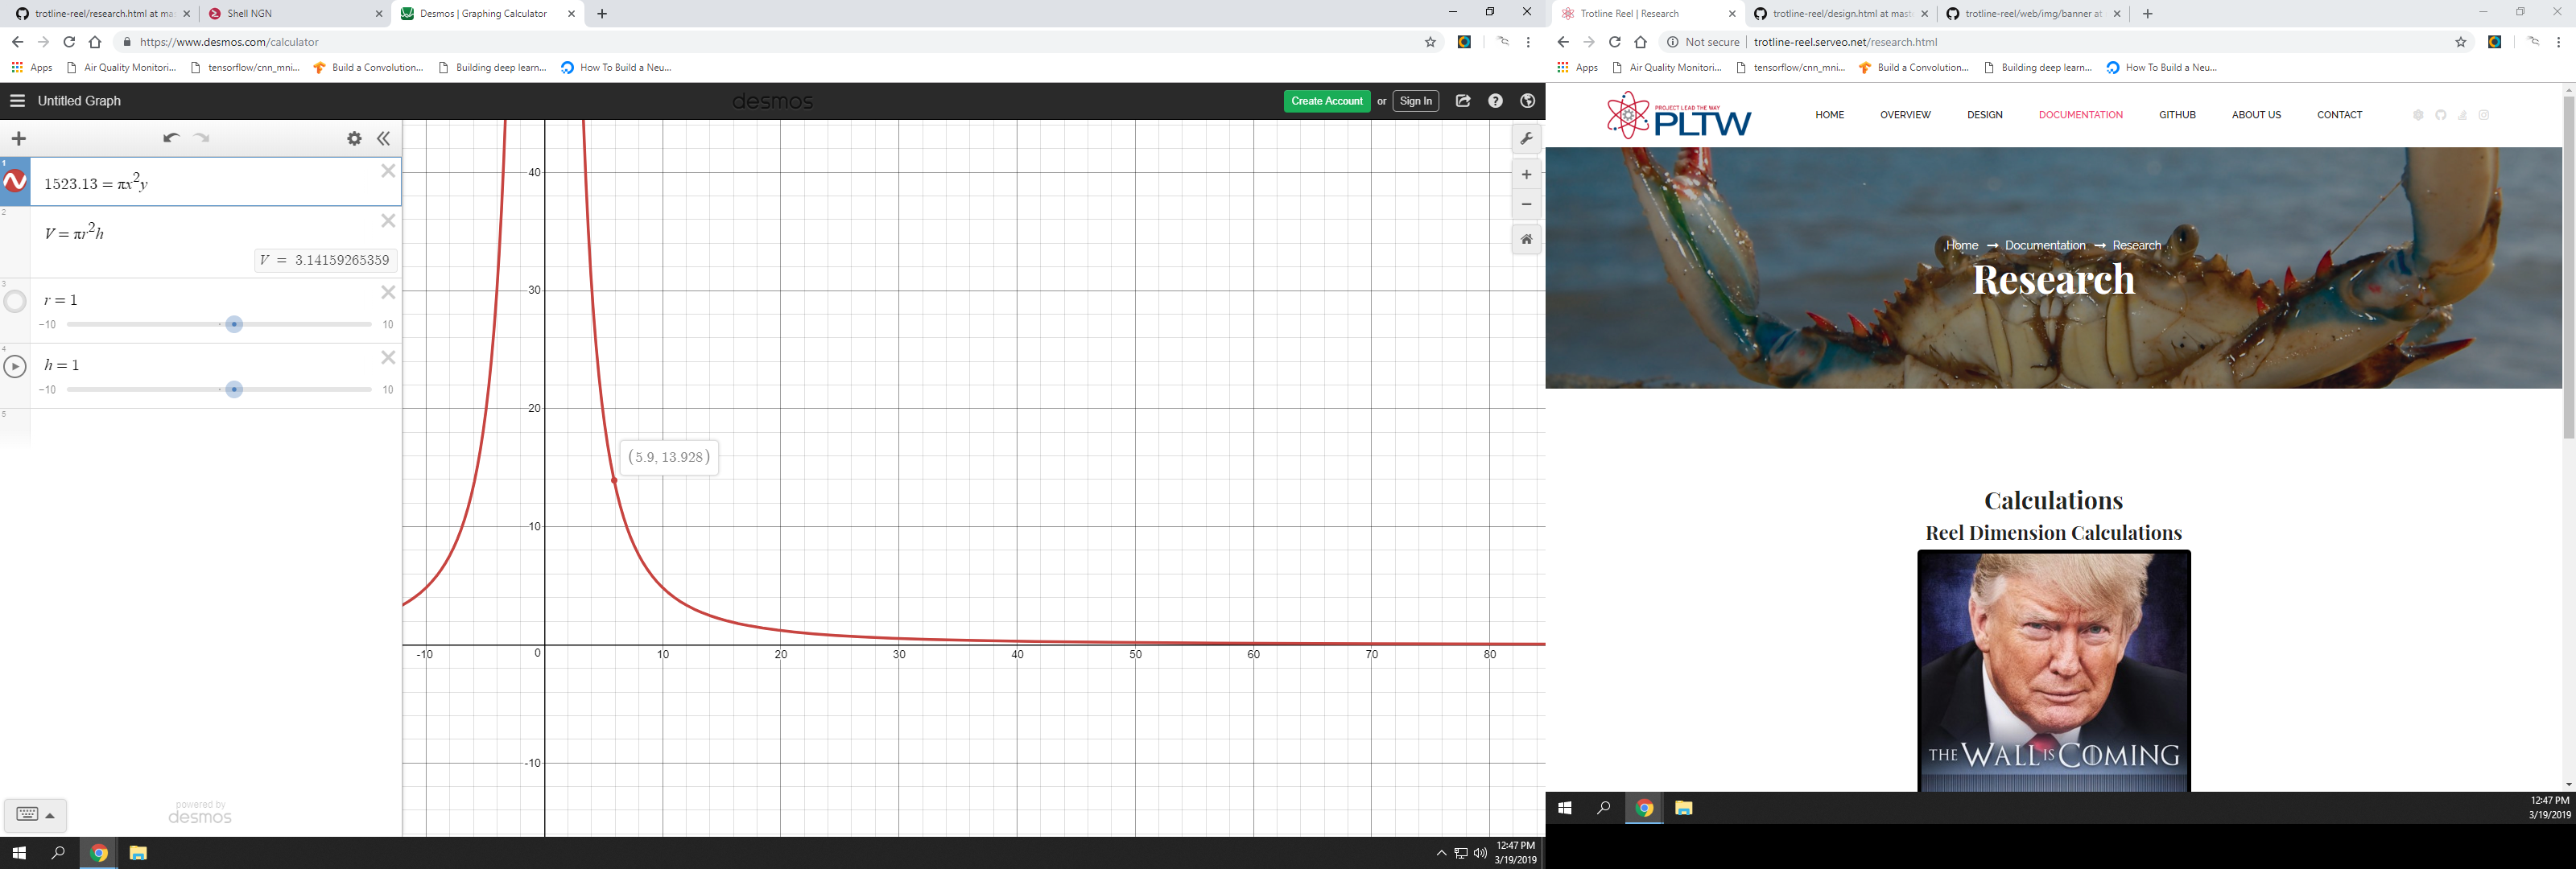 trotline-reel/research.html at mas
Shell NGN
Desmos | Graphing Calculator
https://www.desmos.com/calculator
Apps
Air Quality Monitori...
tensorflow/cnn_mni...
Build a Convolution...
Building deep learn...
How To Build a Neu...
Untitled Graph
desmos
Create Account
or
Sign In
1
1523.13 = πx²y
2
V = πr²h
V = 3.14159265359
3
r = 1
-10
10
4
h = 1
-10
10
5
powered by
desmos
40
30
20
10
-10
0
-10
10
20
30
40
50
60
70
80
(5.9, 13.928)
12:47 PM
3/19/2019
Trotline Reel | Research
trotline-reel/design.html at mast
trotline-reel/web/img/banner at
Not secure
trotline-reel.serveo.net/research.html
Apps
Air Quality Monitori...
tensorflow/cnn_mni...
Build a Convolution...
Building deep learn...
How To Build a Neu...
PROJECT LEAD THE WAY
PLTW
HOME
OVERVIEW
DESIGN
DOCUMENTATION
GITHUB
ABOUT US
CONTACT
Home → Documentation → Research
Research
Calculations
Reel Dimension Calculations
THE WALL IS COMING
12:47 PM
3/19/2019